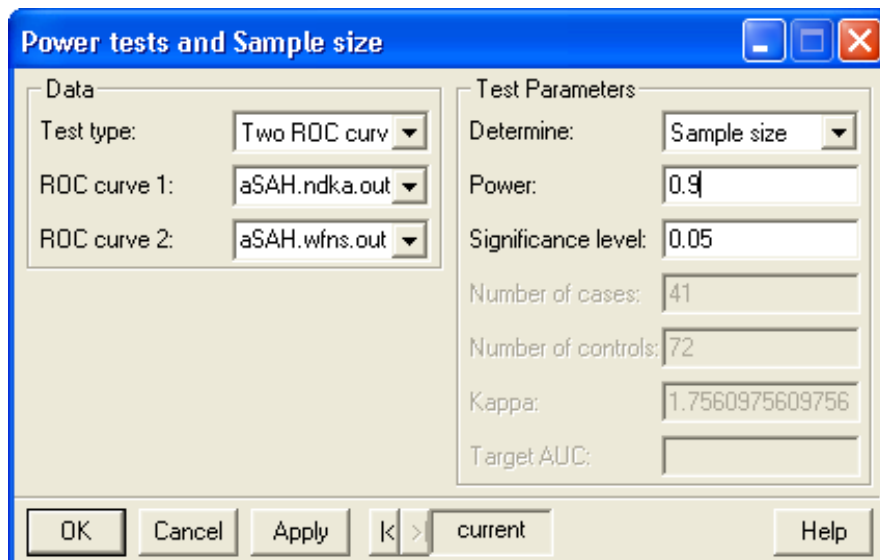 Power tests and Sample size
Data
Test type:
Two ROC curv
ROC curve 1:
aSAH.ndka.out
ROC curve 2:
aSAH.wfns.out
Test Parameters
Determine:
Sample size
Power:
0.9
Significance level:
0.05
Number of cases:
41
Number of controls:
72
Kappa:
1.7560975609756
Target AUC:
OK
Cancel
Apply
|<
>|
current
Help